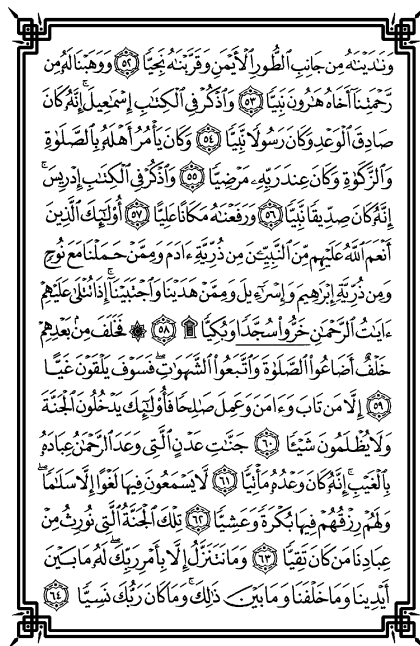 وَنَـٰدَيْنَـٰهُ مِن جَانِبِ ٱلطُّورِ ٱلْأَيْمَنِ وَقَرَّبْنَـٰهُ نَجِيًّا ﴿٥٢﴾ وَوَهَبْنَا لَهُۥ مِن
رَّحْمَتِنَآ أَخَاهُ هَـٰرُونَ نَبِيًّا ﴿٥٣﴾ وَٱذْكُرْ فِى ٱلْكِتَـٰبِ إِسْمَـٰعِيلَ ۚ إِنَّهُۥ كَانَ
صَادِقَ ٱلْوَعْدِ وَكَانَ رَسُولًا نَّبِيًّا ﴿٥٤﴾ وَكَانَ يَأْمُرُ أَهْلَهُۥ بِٱلصَّلَوٰةِ
وَٱلزَّكَوٰةِ وَكَانَ عِندَ رَبِّهِۦ مَرْضِيًّا ﴿٥٥﴾ وَٱذْكُرْ فِى ٱلْكِتَـٰبِ إِدْرِيسَ ۚ
إِنَّهُۥ كَانَ صِدِّيقًا نَّبِيًّا ﴿٥٦﴾ وَرَفَعْنَـٰهُ مَكَانًا عَلِيًّا ﴿٥٧﴾ أُو۟لَـٰٓئِكَ ٱلَّذِينَ
أَنْعَمَ ٱللَّهُ عَلَيْهِم مِّنَ ٱلنَّبِيِّـۧنَ مِن ذُرِّيَّةِ ءَادَمَ وَمِمَّنْ حَمَلْنَا مَعَ نُوحٍ
وَمِن ذُرِّيَّةِ إِبْرَٰهِيمَ وَإِسْرَٰٓءِيلَ وَمِمَّنْ هَدَيْنَا وَٱجْتَبَيْنَآ ۚ إِذَا تُتْلَىٰ عَلَيْهِمْ
ءَايَـٰتُ ٱلرَّحْمَـٰنِ خَرُّوا۟ سُجَّدًا وَبُكِيًّا ۩ ﴿٥٨﴾ ۞ فَخَلَفَ مِنۢ بَعْدِهِمْ
خَلْفٌ أَضَاعُوا۟ ٱلصَّلَوٰةَ وَٱتَّبَعُوا۟ ٱلشَّهَوَٰتِ ۖ فَسَوْفَ يَلْقَوْنَ غَيًّا
﴿٥٩﴾ إِلَّا مَن تَابَ وَءَامَنَ وَعَمِلَ صَـٰلِحًا فَأُو۟لَـٰٓئِكَ يَدْخُلُونَ ٱلْجَنَّةَ
وَلَا يُظْلَمُونَ شَيْـًٔا ﴿٦٠﴾ جَنَّـٰتِ عَدْنٍ ٱلَّتِى وَعَدَ ٱلرَّحْمَـٰنُ عِبَادَهُۥ
بِٱلْغَيْبِ ۚ إِنَّهُۥ كَانَ وَعْدُهُۥ مَأْتِيًّا ﴿٦١﴾ لَّا يَسْمَعُونَ فِيهَا لَغْوًا إِلَّا سَلَـٰمًا ۖ
وَلَهُمْ رِزْقُهُمْ فِيهَا بُكْرَةً وَعَشِيًّا ﴿٦٢﴾ تِلْكَ ٱلْجَنَّةُ ٱلَّتِى نُورِثُ مِنْ
عِبَادِنَا مَن كَانَ تَقِيًّا ﴿٦٣﴾ وَمَا نَتَنَزَّلُ إِلَّا بِأَمْرِ رَبِّكَ ۖ لَهُۥ مَا بَيْنَ
أَيْدِينَا وَمَا خَلْفَنَا وَمَا بَيْنَ ذَٰلِكَ ۚ وَمَا كَانَ رَبُّكَ نَسِيًّا ﴿٦٤﴾